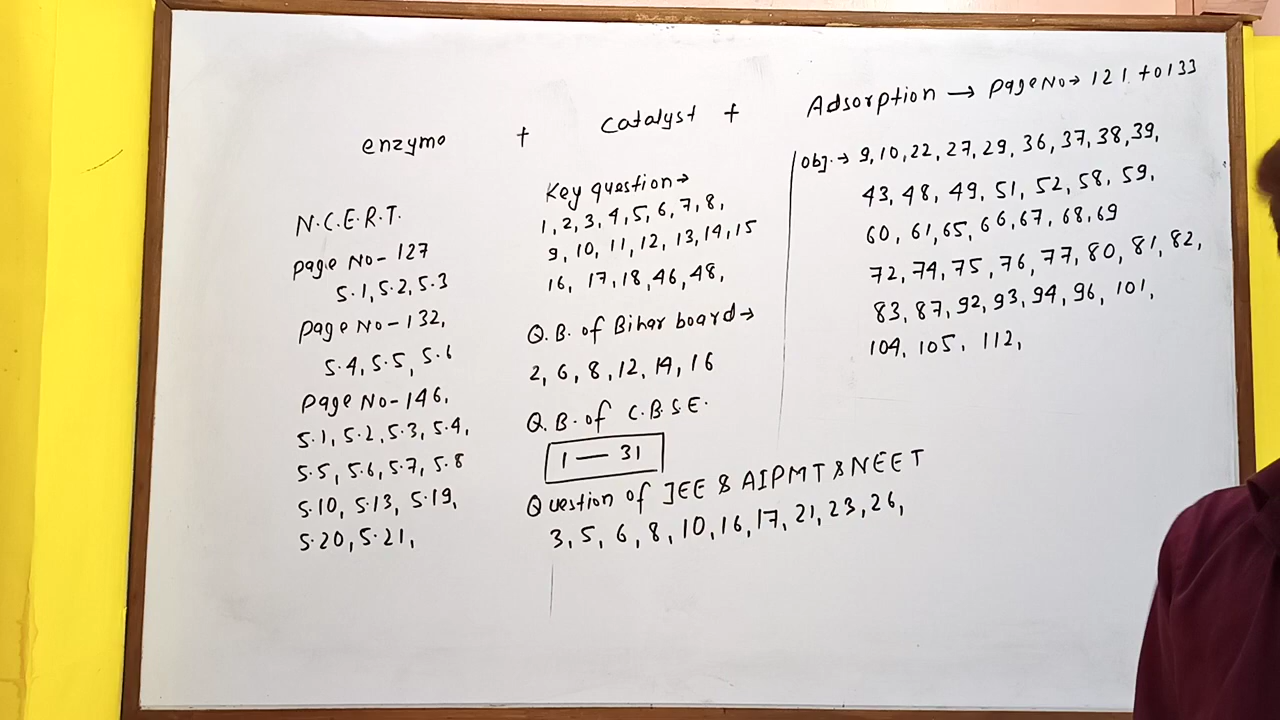 enzyme + Catalyst + Adsorption → Page No → 121 to 133
N.C.E.R.T.
Page No - 127
5.1, 5.2, 5.3
Page No - 132,
5.4, 5.5, 5.6
Page No - 146,
5.1, 5.2, 5.3, 5.4,
5.5, 5.6, 5.7, 5.8
5.10, 5.13, 5.19,
5.20, 5.21,
Key question →
1, 2, 3, 4, 5, 6, 7, 8,
9, 10, 11, 12, 13, 14, 15
16, 17, 18, 46, 48,
Q.B. of Bihar board →
2, 6, 8, 12, 14, 16
Q.B. of C.B.S.E.
1 — 31
Question of JEE & AIPMT & NEET
3, 5, 6, 8, 10, 16, 17, 21, 23, 26,
Obj. → 9, 10, 22, 27, 29, 36, 37, 38, 39,
43, 48, 49, 51, 52, 58, 59,
60, 61, 65, 66, 67, 68, 69
72, 74, 75, 76, 77, 80, 81, 82,
83, 87, 92, 93, 94, 96, 101,
104, 105, 112,